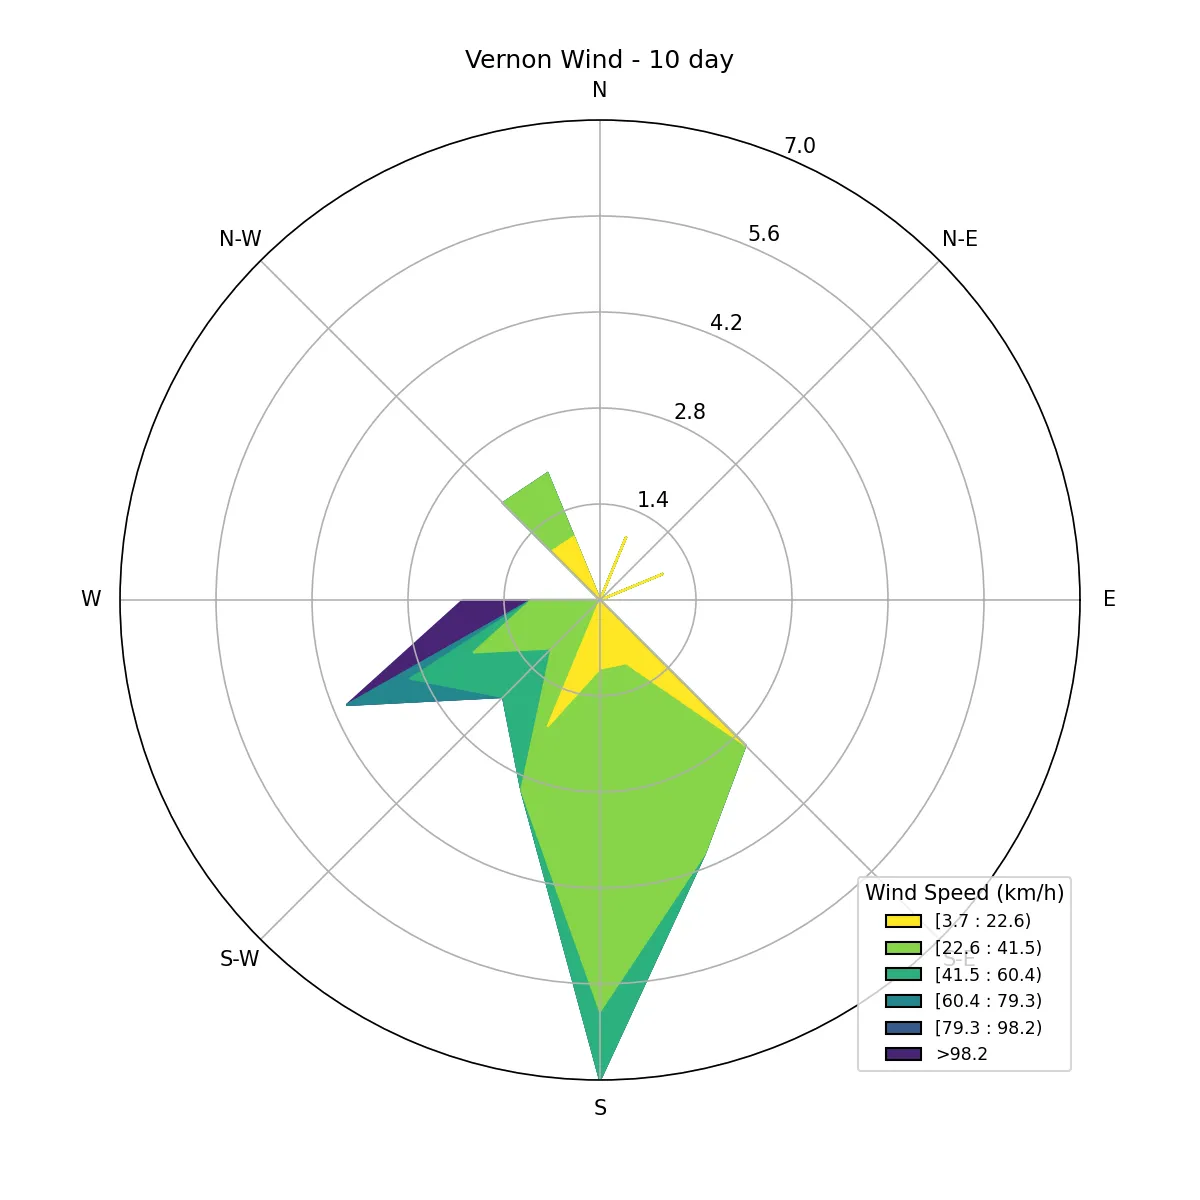 Vernon Wind - 10 day
N
7.0
N-W
5.6
N-E
4.2
2.8
1.4
W
E
Wind Speed (km/h)
[3.7 : 22.6)
[22.6 : 41.5)
S-W
S-E
[41.5 : 60.4)
[60.4 : 79.3)
[79.3 : 98.2)
>98.2
S